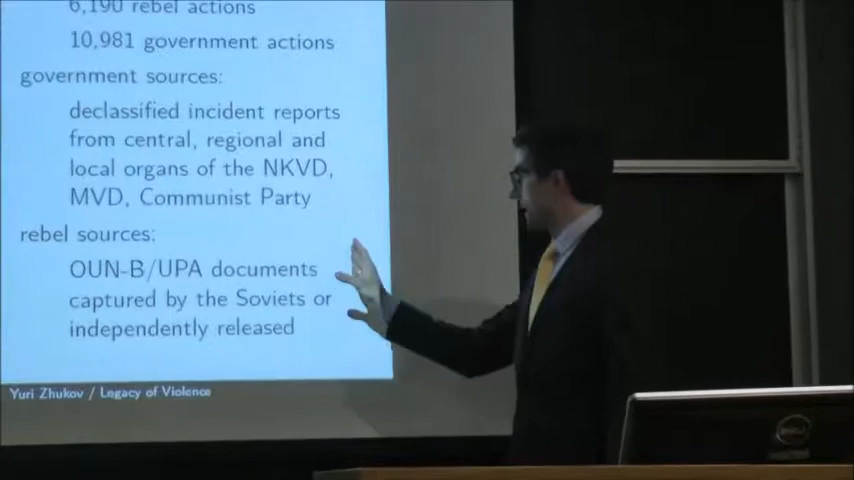 6,190 rebel actions
10,981 government actions
government sources:
declassified incident reports
from central, regional and
local organs of the NKVD,
MVD, Communist Party
rebel sources:
OUN-B/UPA documents
captured by the Soviets or
independently released
Yuri Zhukov / Legacy of Violence
DELL